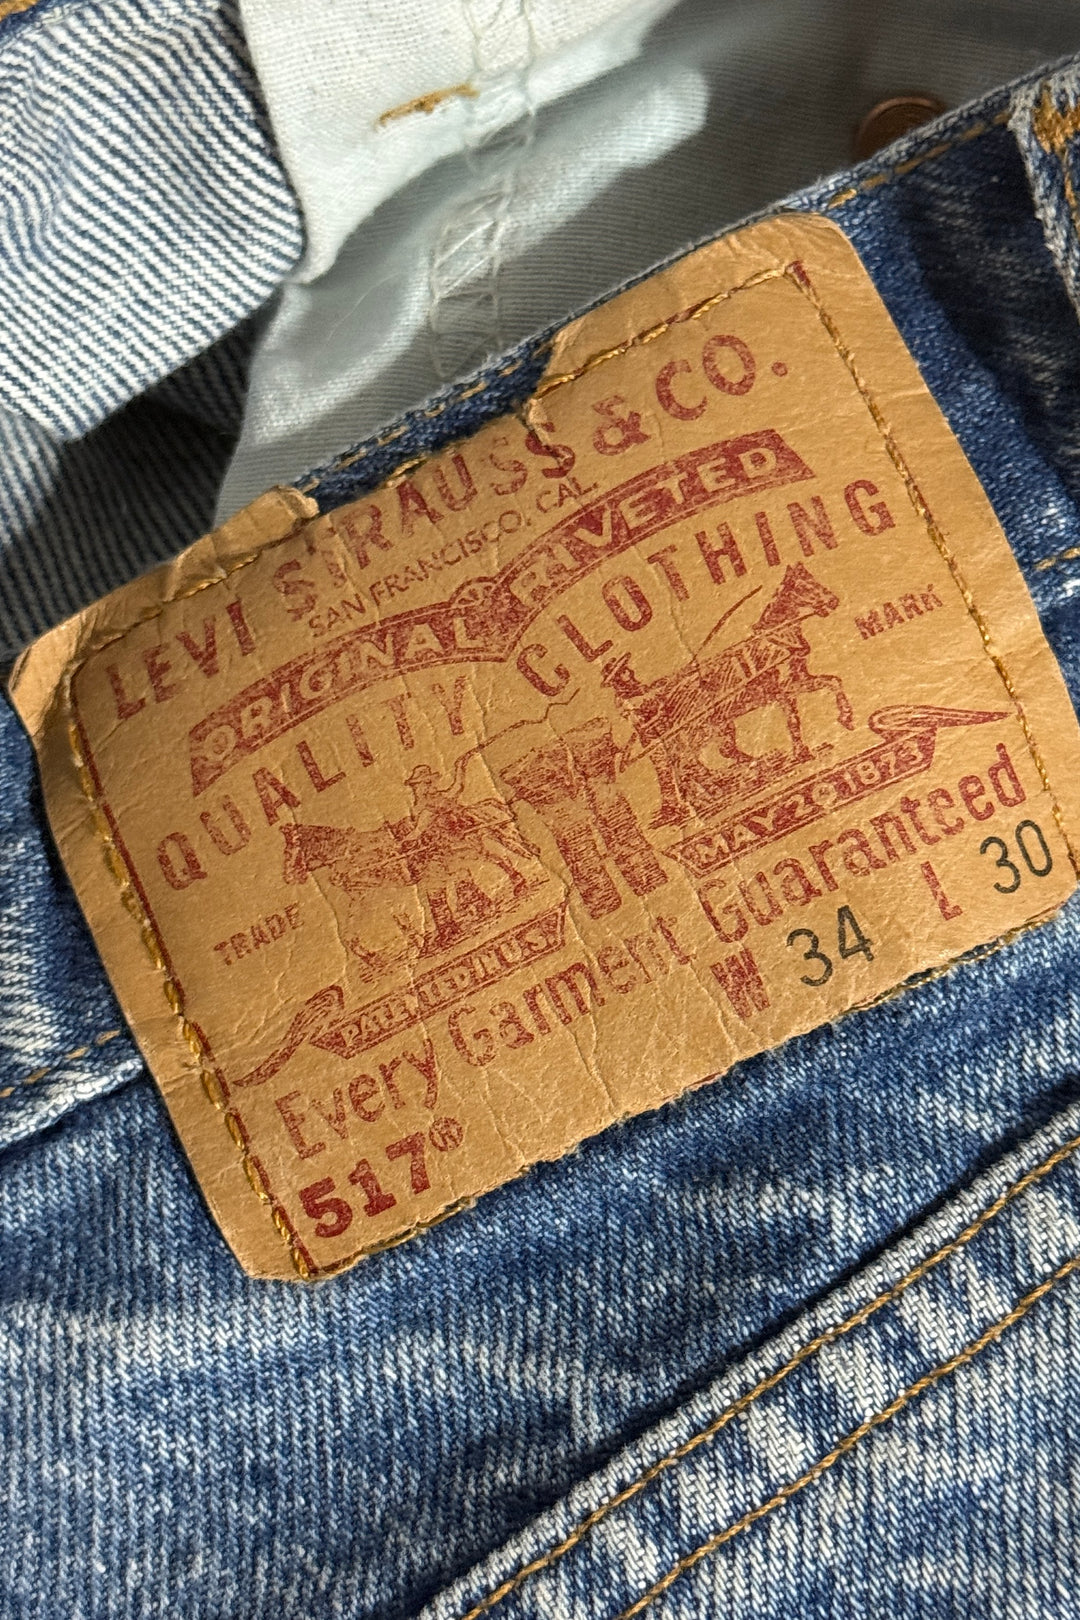 LEVI STRAUSS & CO.
SAN FRANCISCO, CAL.
ORIGINAL RIVETED
QUALITY CLOTHING
TRADE MARK
PATENTED IN U.S.
MAY 20 1873
Every Garment Guaranteed
517® W 34 L 30